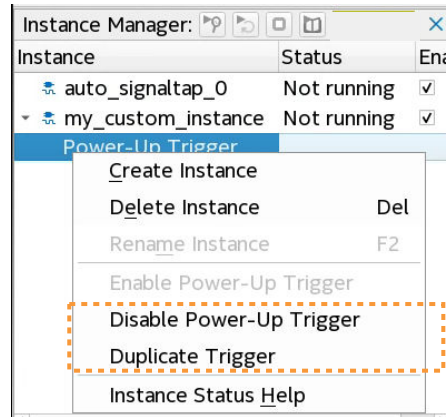 Instance Manager:
Instance Status Ena
auto_signaltap_0 Not running
my_custom_instance Not running
Power-Up Trigger
Create Instance
Delete Instance Del
Rename Instance F2
Enable Power-Up Trigger
Disable Power-Up Trigger
Duplicate Trigger
Instance Status Help